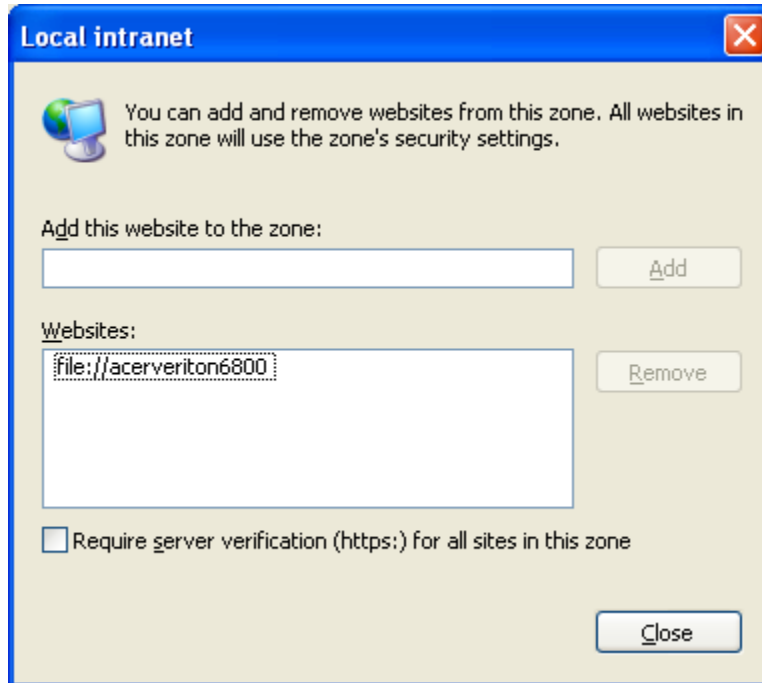 Local intranet
You can add and remove websites from this zone. All websites in
this zone will use the zone's security settings.
Add this website to the zone:
Add
Websites:
file://acerveriton6800
Remove
Require server verification (https:) for all sites in this zone
Close